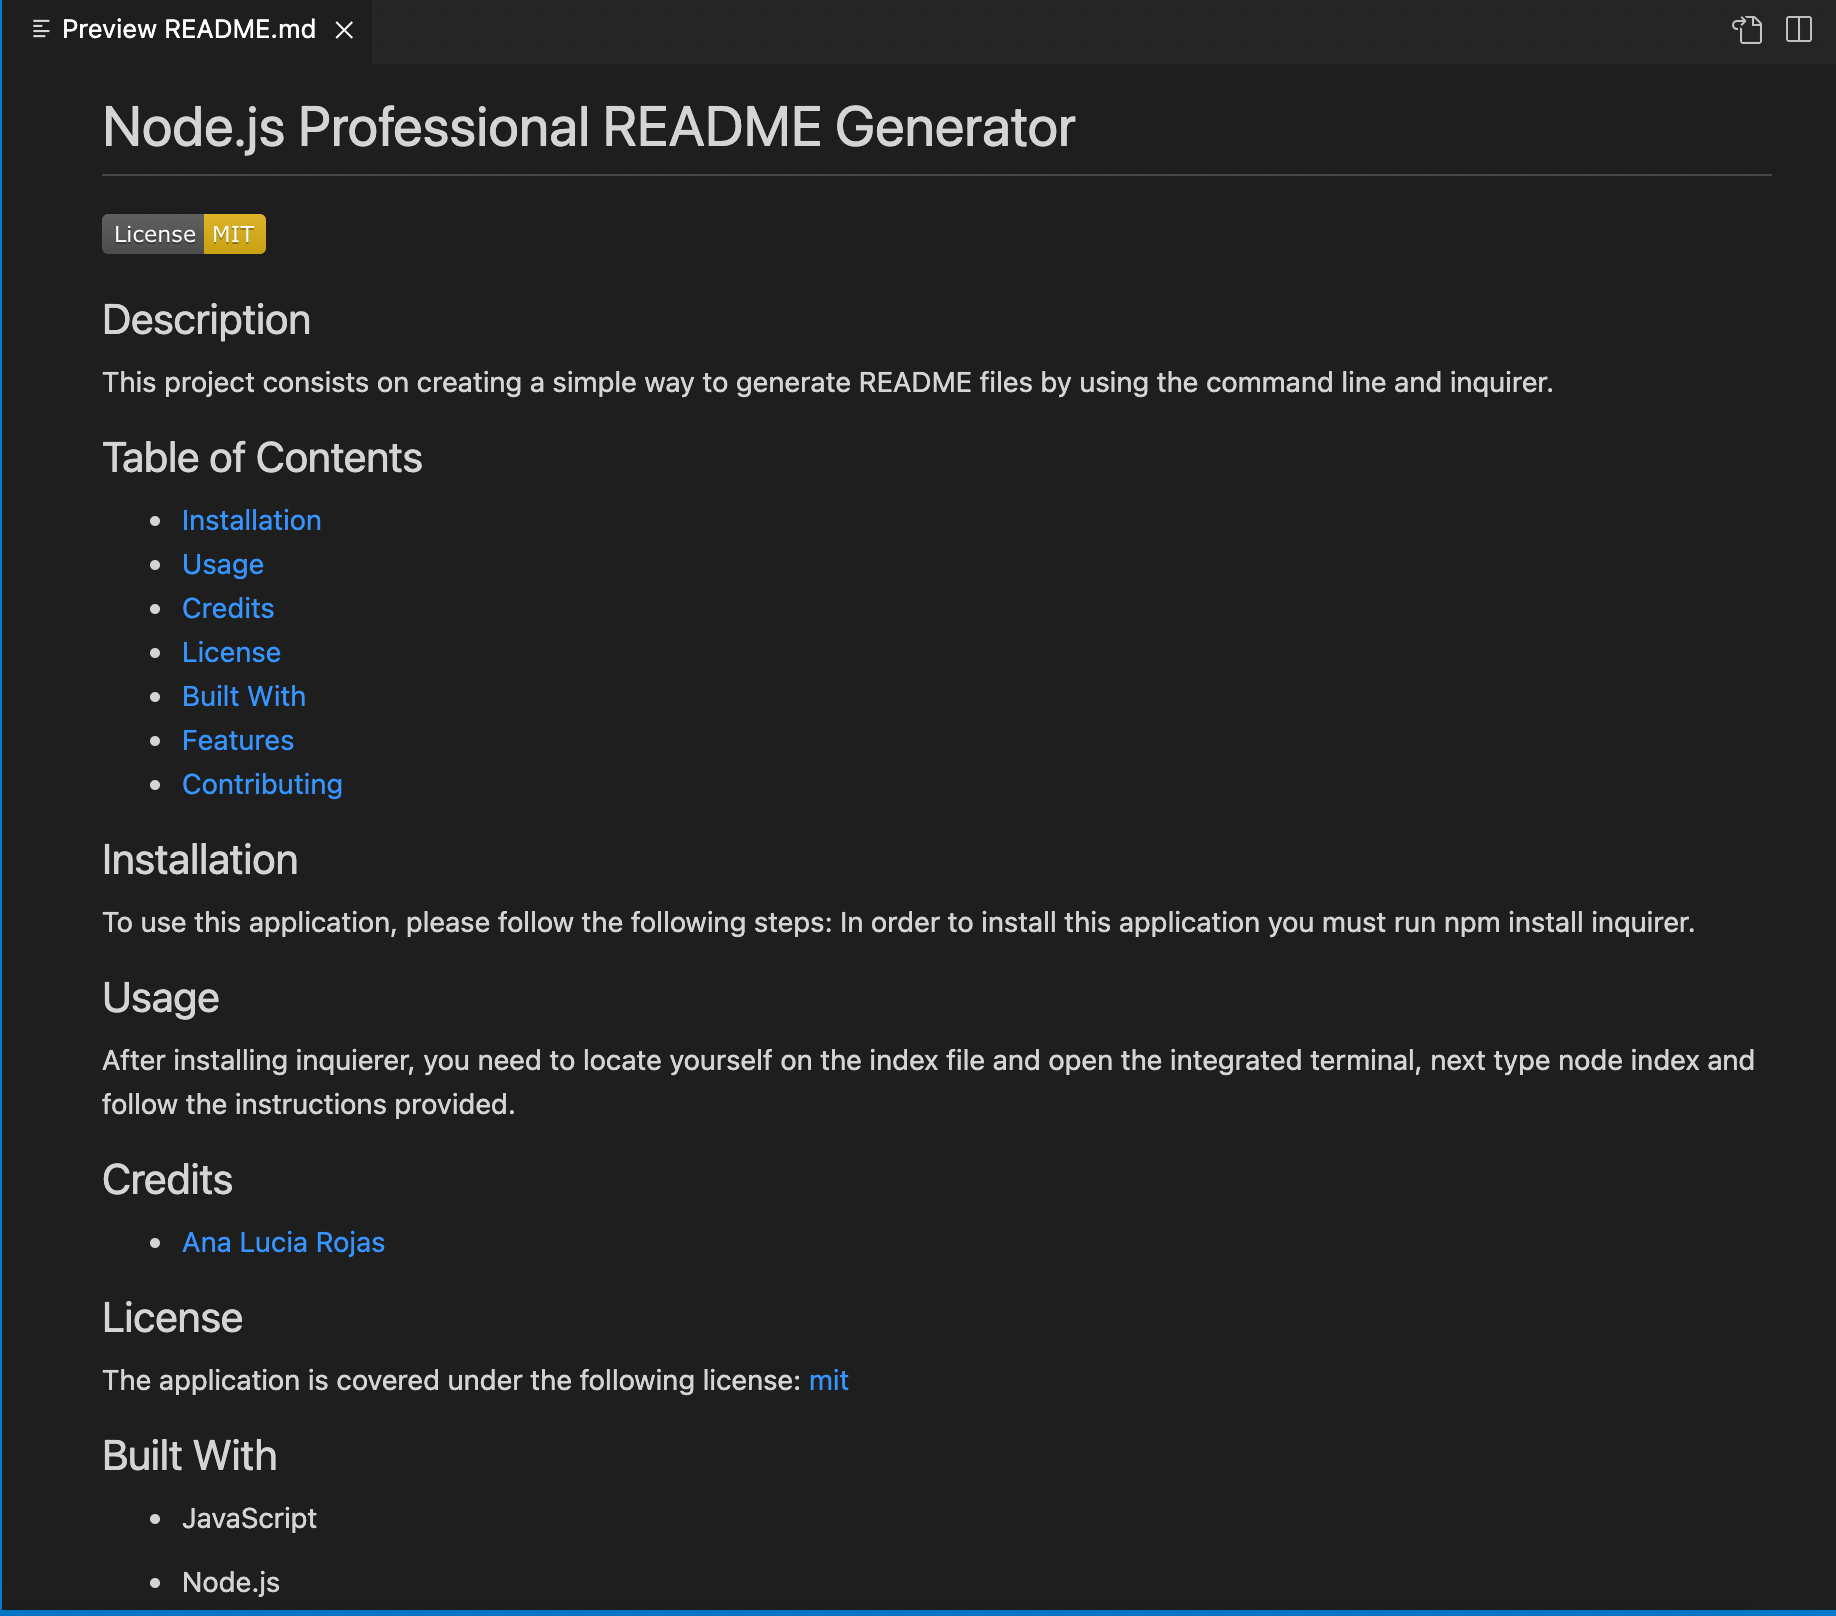 Preview README.md
Node.js Professional README Generator
License MIT
Description
This project consists on creating a simple way to generate README files by using the command line and inquirer.
Table of Contents
Installation
Usage
Credits
License
Built With
Features
Contributing
Installation
To use this application, please follow the following steps: In order to install this application you must run npm install inquirer.
Usage
After installing inquierer, you need to locate yourself on the index file and open the integrated terminal, next type node index and
follow the instructions provided.
Credits
Ana Lucia Rojas
License
The application is covered under the following license: mit
Built With
JavaScript
Node.js